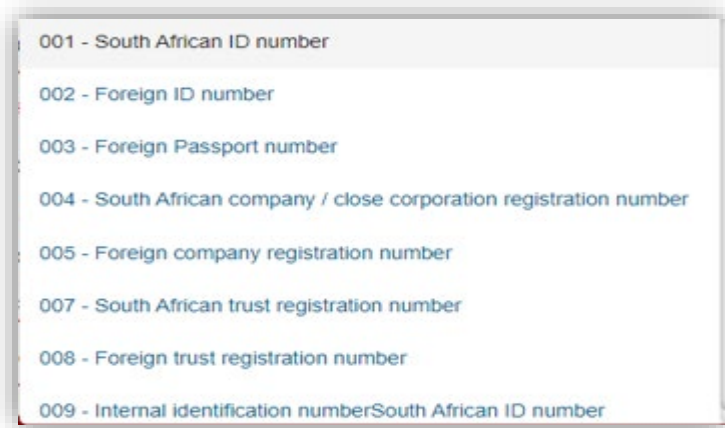 001 - South African ID number
002 - Foreign ID number
003 - Foreign Passport number
004 - South African company / close corporation registration number
005 - Foreign company registration number
007 - South African trust registration number
008 - Foreign trust registration number
009 - Internal identification numberSouth African ID number